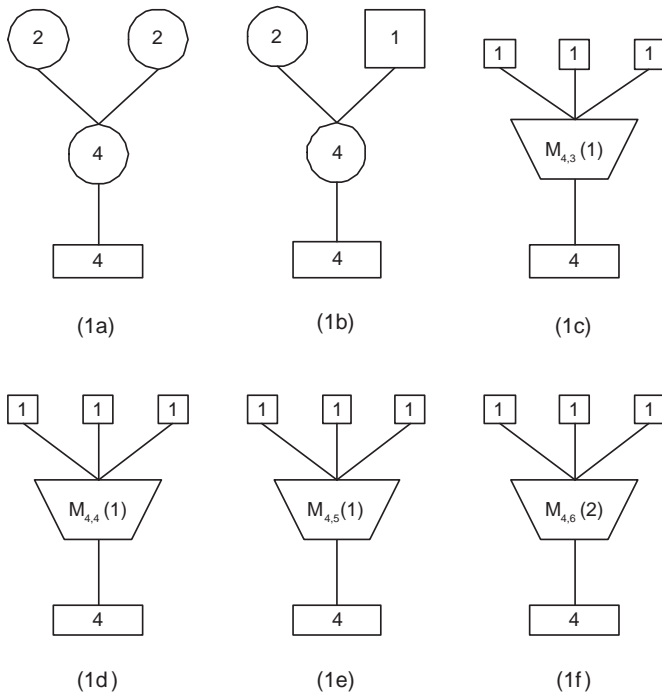 2 2 2 1
1 1 1
4 4 M4,3 (1)
4 4 4
(1a) (1b) (1c)
1 1 1 1 1 1 1 1 1
M4,4 (1) M4,5(1) M4,6(2)
4 4 4
(1d) (1e) (1f)